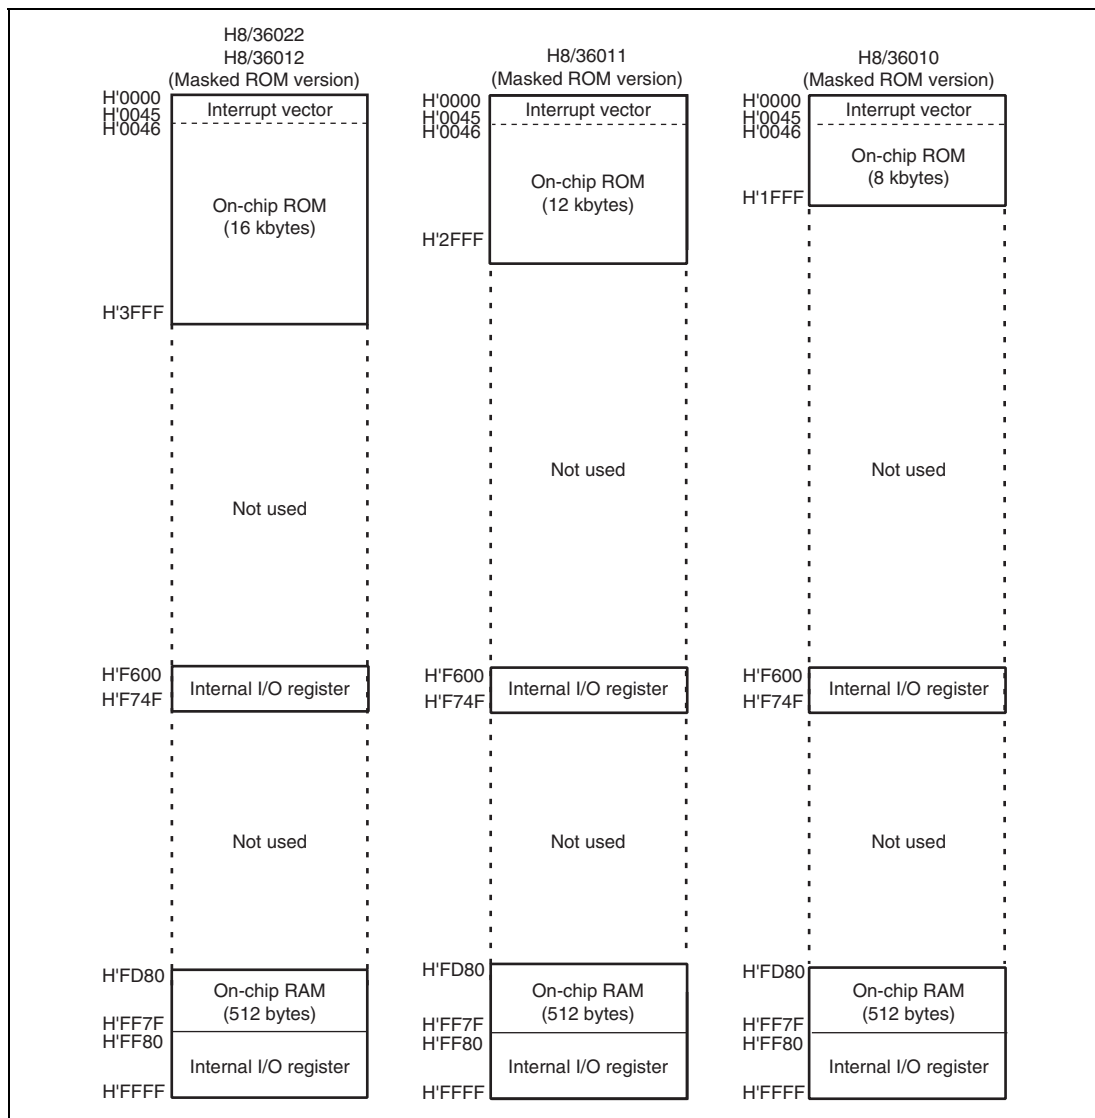 H8/36022
H8/36012
(Masked ROM version)
H'0000
H'0045
H'0046
Interrupt vector
On-chip ROM
(16 kbytes)
H'3FFF
Not used
H'F600
H'F74F
Internal I/O register
Not used
H'FD80
On-chip RAM
(512 bytes)
H'FF7F
H'FF80
Internal I/O register
H'FFFF
H8/36011
(Masked ROM version)
H'0000
H'0045
H'0046
Interrupt vector
On-chip ROM
(12 kbytes)
H'2FFF
Not used
H'F600
H'F74F
Internal I/O register
Not used
H'FD80
On-chip RAM
(512 bytes)
H'FF7F
H'FF80
Internal I/O register
H'FFFF
H8/36010
(Masked ROM version)
H'0000
H'0045
H'0046
Interrupt vector
On-chip ROM
(8 kbytes)
H'1FFF
Not used
H'F600
H'F74F
Internal I/O register
Not used
H'FD80
On-chip RAM
(512 bytes)
H'FF7F
H'FF80
Internal I/O register
H'FFFF